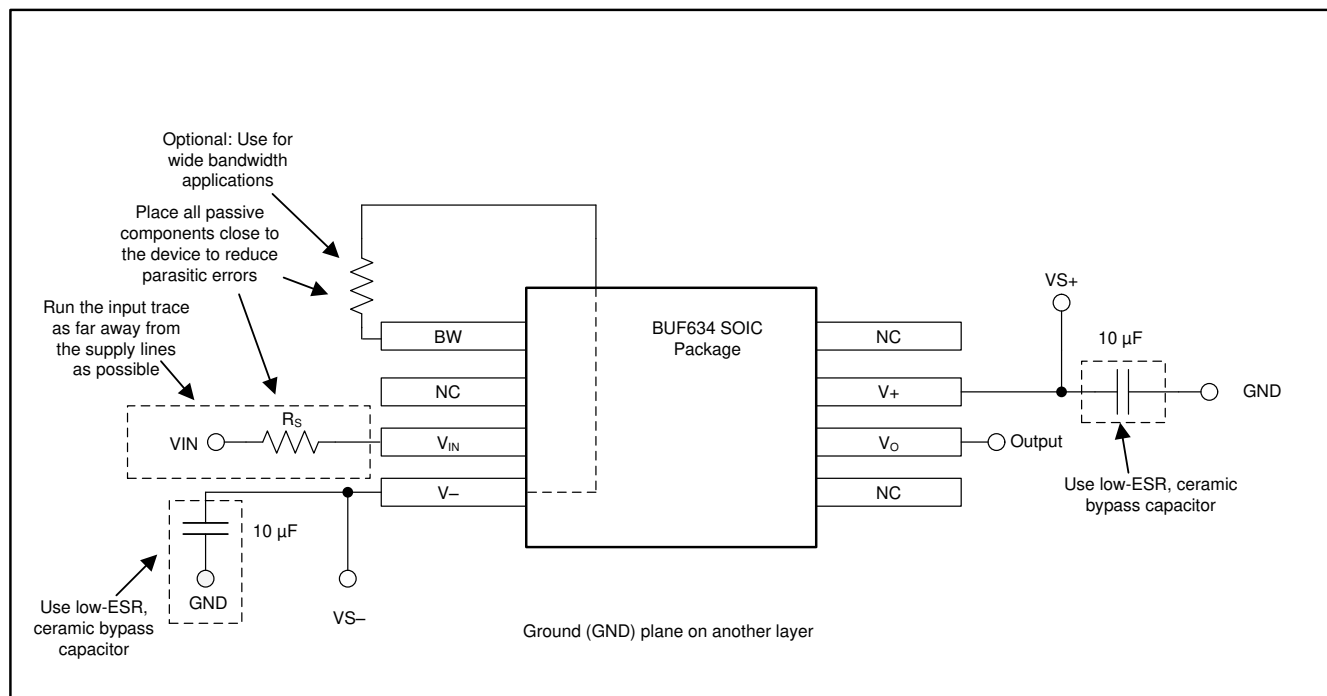 Optional: Use for
wide bandwidth
applications
Place all passive
components close to
the device to reduce
parasitic errors
Run the input trace
as far away from
the supply lines
as possible
BUF634 SOIC
Package
BW
NC
VIN
V–
NC
V+
VO
NC
VIN
RS
10 µF
GND
Use low-ESR,
ceramic bypass
capacitor
VS–
VS+
10 µF
GND
Output
Use low-ESR, ceramic
bypass capacitor
Ground (GND) plane on another layer